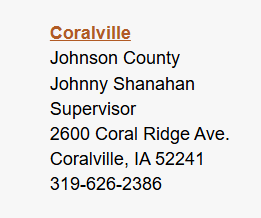 Coralville
Johnson County
Johnny Shanahan
Supervisor
2600 Coral Ridge Ave.
Coralville, IA 52241
319-626-2386